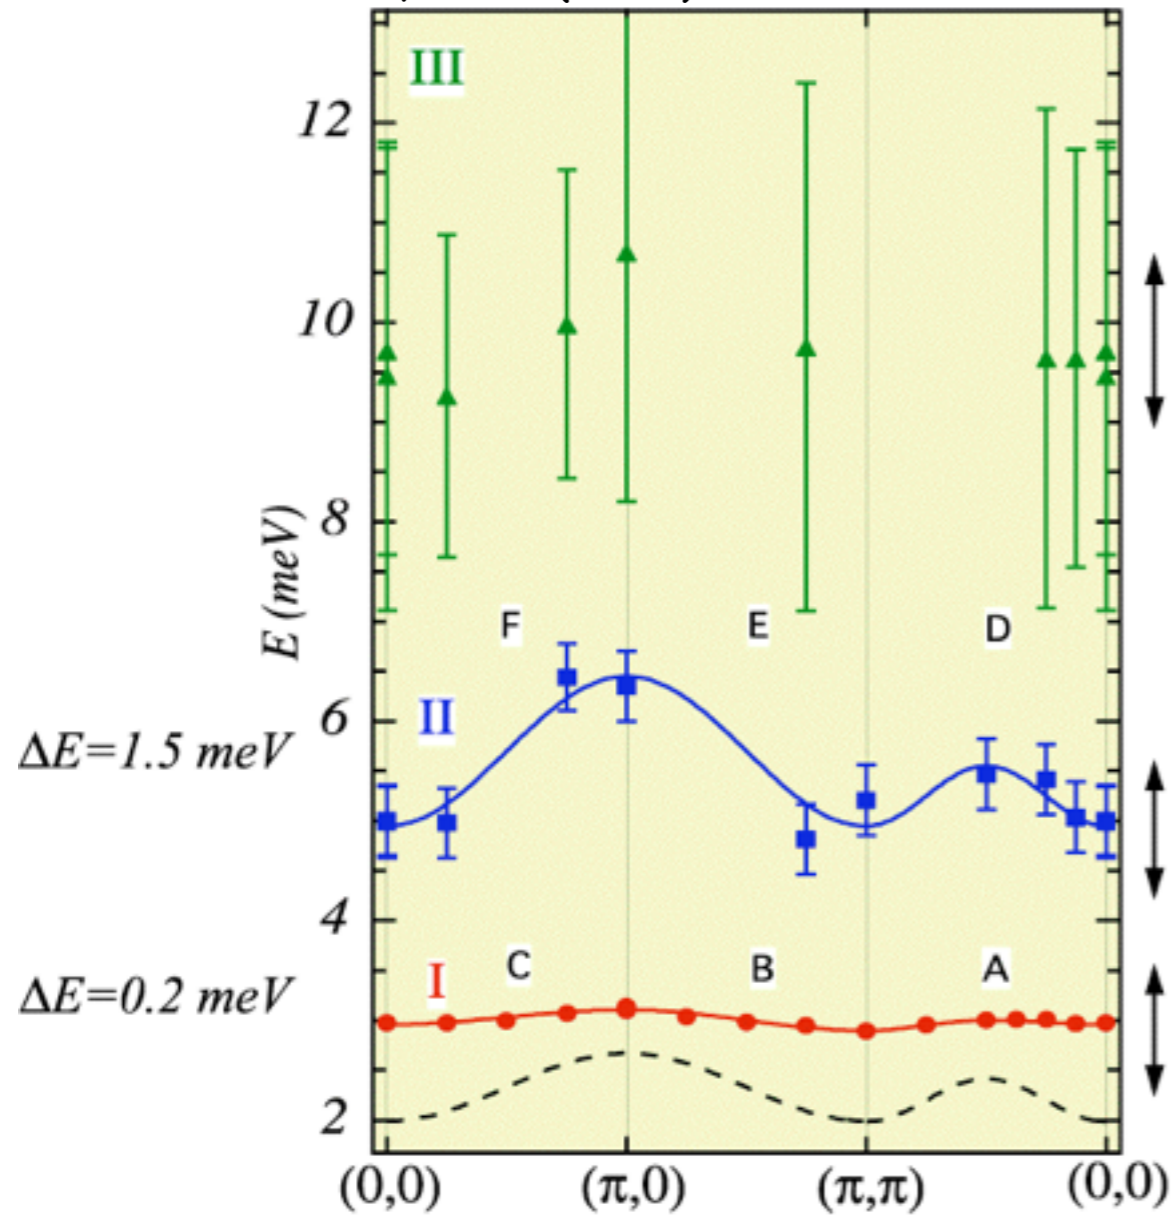 III
12
10
8
E (meV)
F E D
II
6
ΔE=1.5 meV
4
C B A
I
ΔE=0.2 meV
2
(0,0) (π,0) (π,π) (0,0)